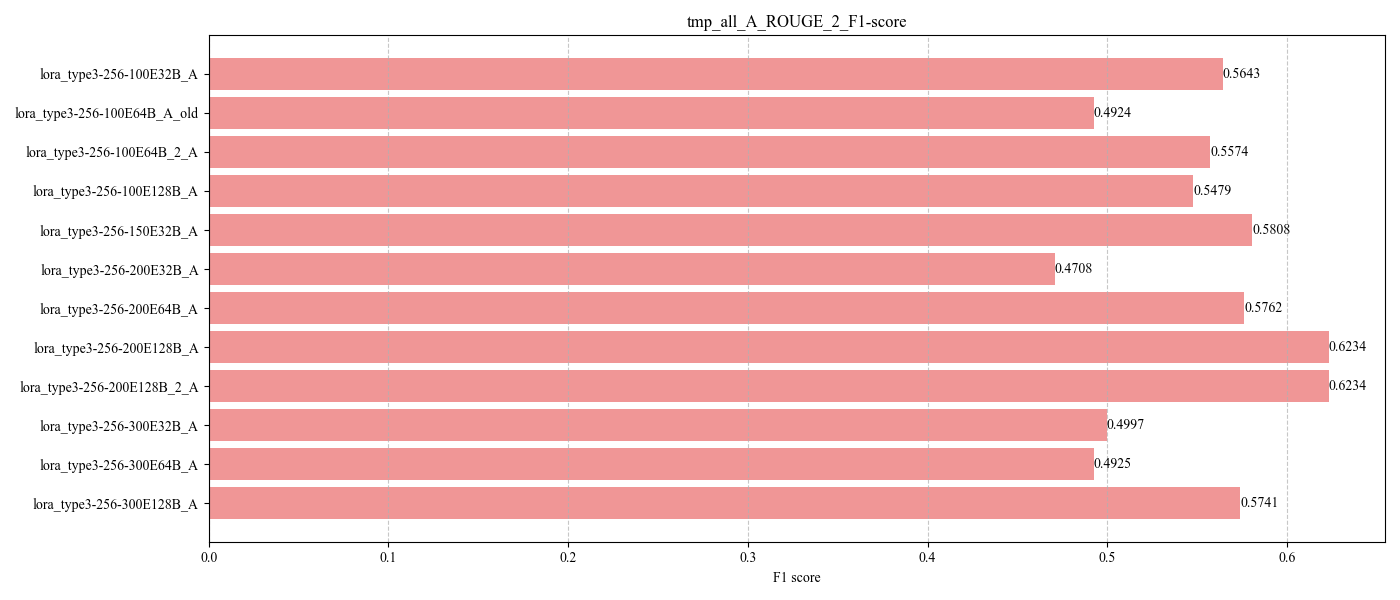 tmp_all_A_ROUGE_2_F1-score
lora_type3-256-100E32B_A 0.5643
lora_type3-256-100E64B_A_old 0.4924
lora_type3-256-100E64B_2_A 0.5574
lora_type3-256-100E128B_A 0.5479
lora_type3-256-150E32B_A 0.5808
lora_type3-256-200E32B_A 0.4708
lora_type3-256-200E64B_A 0.5762
lora_type3-256-200E128B_A 0.6234
lora_type3-256-200E128B_2_A 0.6234
lora_type3-256-300E32B_A 0.4997
lora_type3-256-300E64B_A 0.4925
lora_type3-256-300E128B_A 0.5741
0.0 0.1 0.2 0.3 0.4 0.5 0.6
F1 score